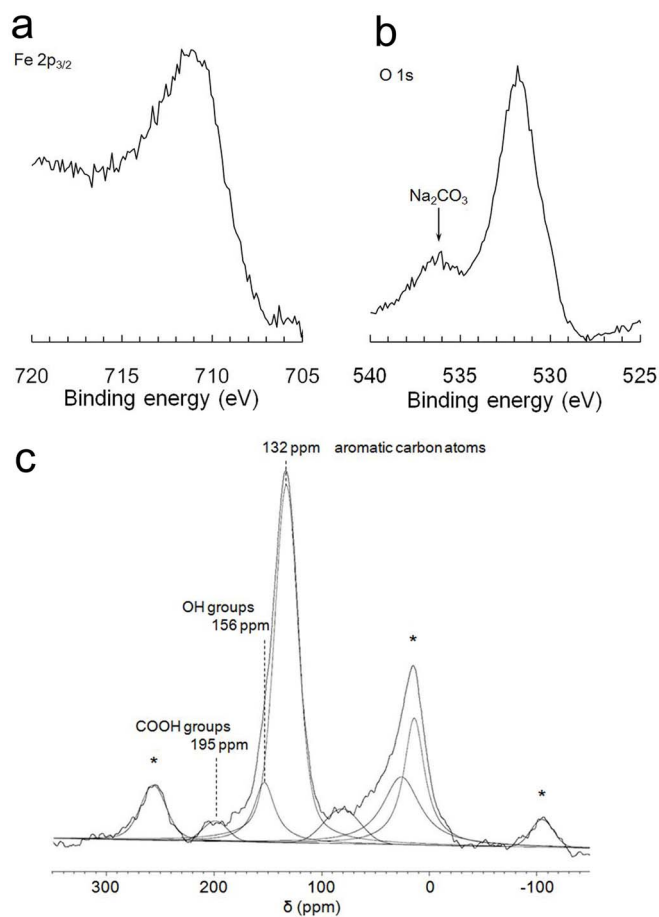 a
Fe 2p3/2
720 715 710 705
Binding energy (eV)
b
O 1s
Na2CO3
540 535 530 525
Binding energy (eV)
c
132 ppm aromatic carbon atoms
OH groups
156 ppm
*
COOH groups
195 ppm
*
*
300 200 100 0 -100
δ (ppm)